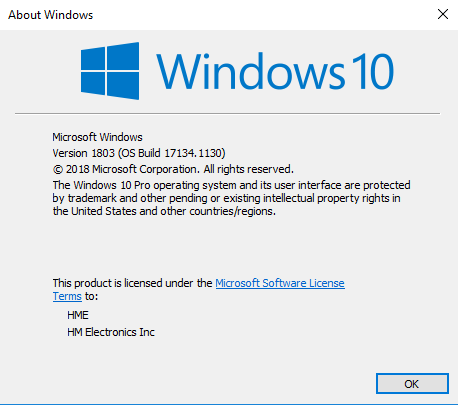 About Windows
Windows 10
Microsoft Windows
Version 1803 (OS Build 17134.1130)
© 2018 Microsoft Corporation. All rights reserved.
The Windows 10 Pro operating system and its user interface are protected
by trademark and other pending or existing intellectual property rights in
the United States and other countries/regions.
This product is licensed under the Microsoft Software License
Terms to:
HME
HM Electronics Inc
OK